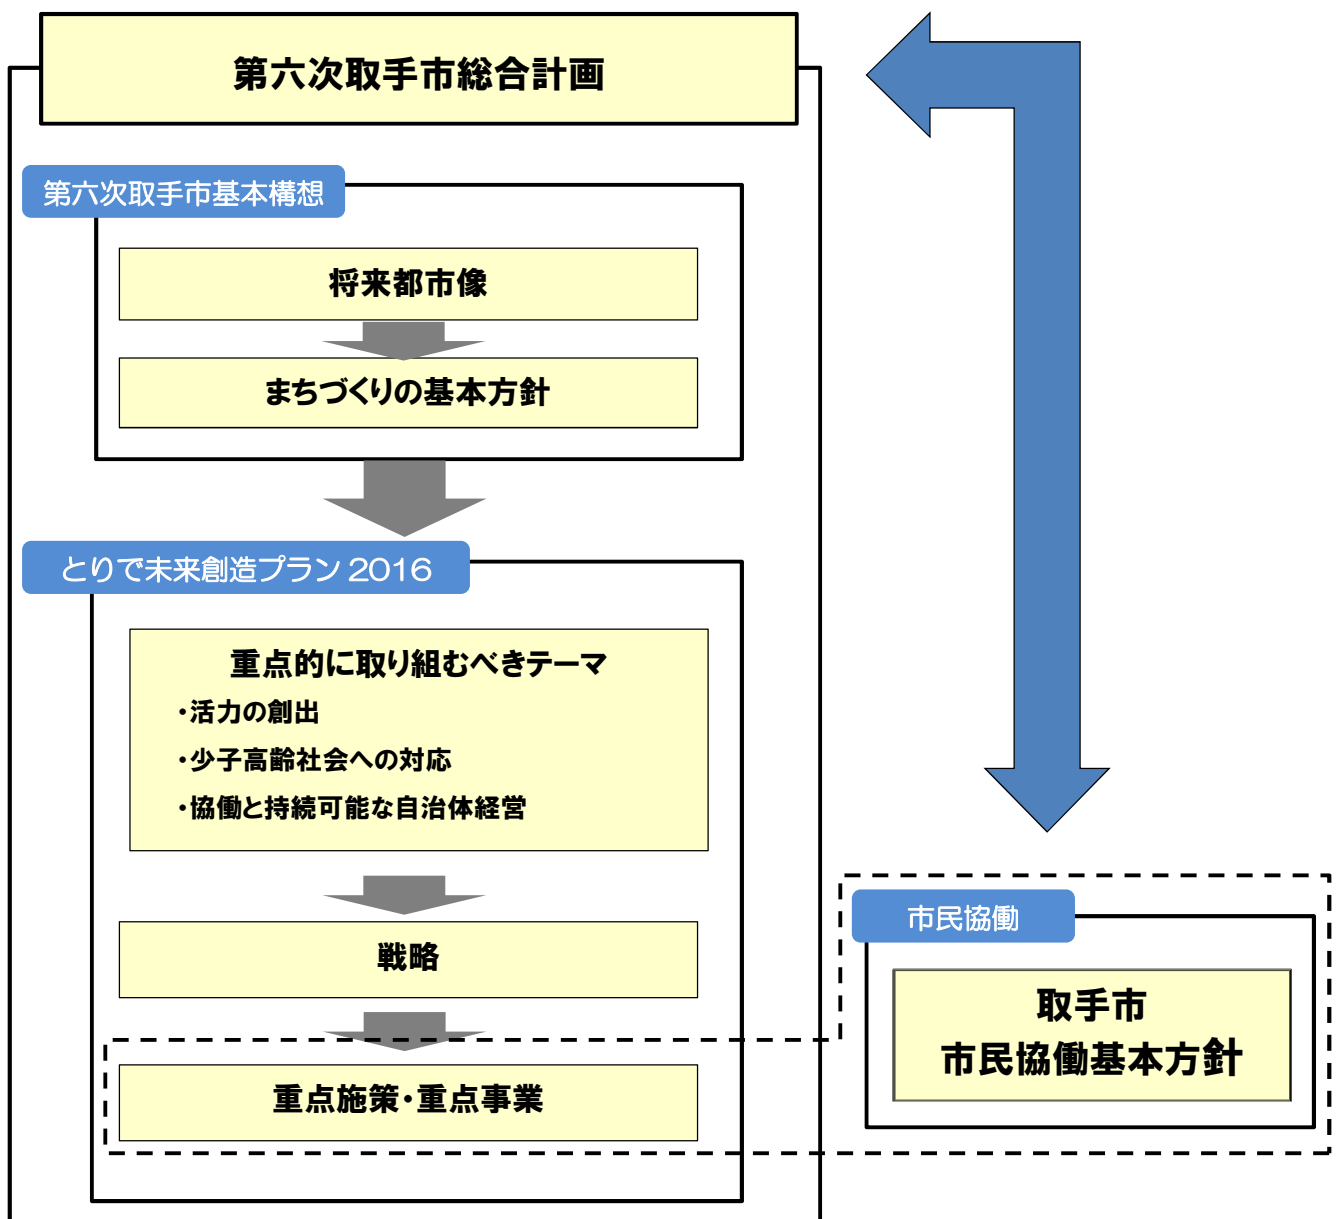 第六次取手市総合計画
第六次取手市基本構想
将来都市像
まちづくりの基本方針
とりで未来創造プラン 2016
重点的に取り組むべきテーマ
・活力の創出
・少子高齢社会への対応
・協働と持続可能な自治体経営
戦略
重点施策・重点事業
市民協働
取手市
市民協働基本方針